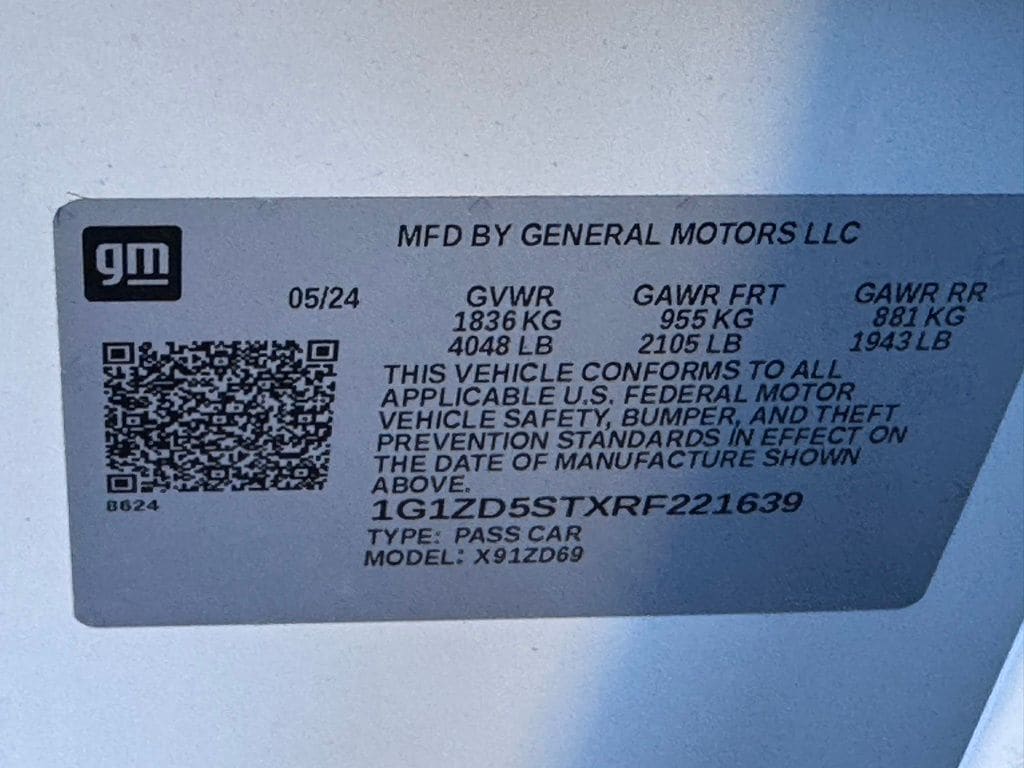 gm
MFD BY GENERAL MOTORS LLC
05/24 GVWR GAWR FRT GAWR RR
1836 KG 955 KG 881 KG
4048 LB 2105 LB 1943 LB
THIS VEHICLE CONFORMS TO ALL
APPLICABLE U.S. FEDERAL MOTOR
VEHICLE SAFETY, BUMPER, AND THEFT
PREVENTION STANDARDS IN EFFECT ON
THE DATE OF MANUFACTURE SHOWN
ABOVE.
8624
1G1ZD5STXRF221639
TYPE: PASS CAR
MODEL: X91ZD69